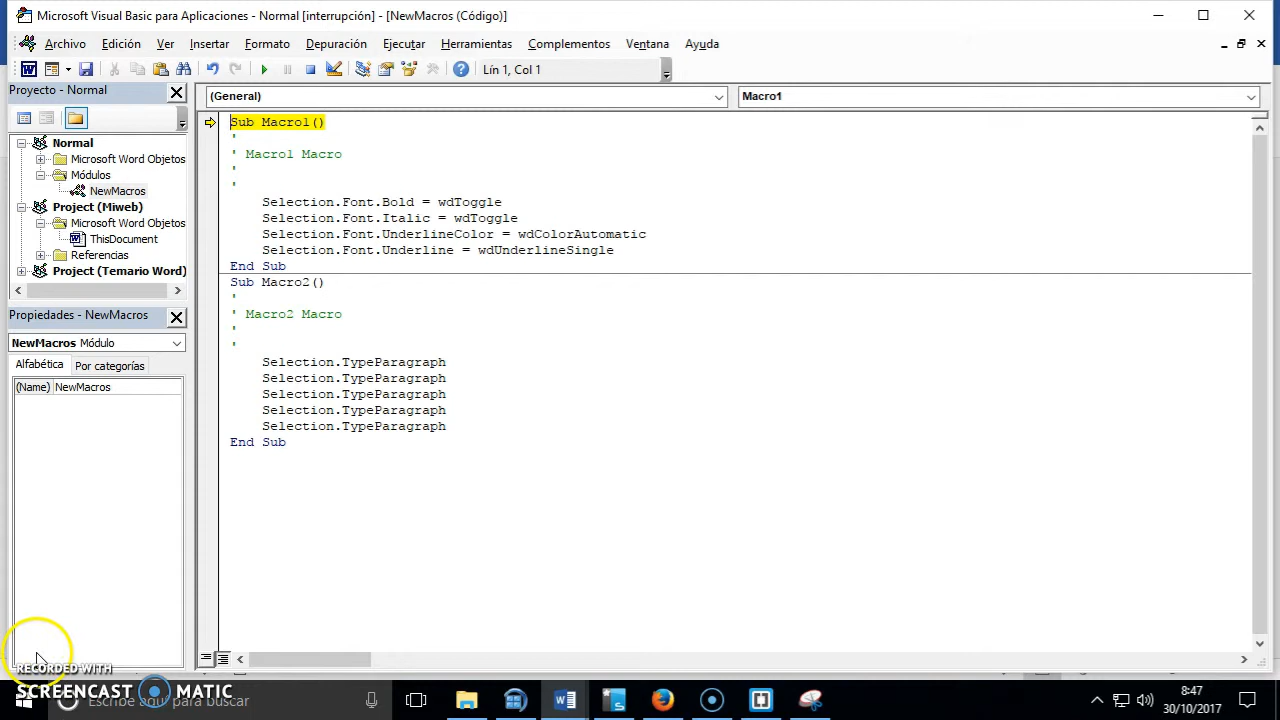 Microsoft Visual Basic para Aplicaciones - Normal [interrupción] - [NewMacros (Código)]
Archivo Edición Ver Insertar Formato Depuración Ejecutar Herramientas Complementos Ventana Ayuda
Lín 1, Col 1
Proyecto - Normal
(General)
Macro1
Normal
Microsoft Word Objetos
Módulos
NewMacros
Project (Miweb)
Microsoft Word Objetos
ThisDocument
Referencias
Project (Temario Word)
Propiedades - NewMacros
NewMacros Módulo
Alfabética Por categorías
(Name) NewMacros
Sub Macro1()
'
' Macro1 Macro
'
'
Selection.Font.Bold = wdToggle
Selection.Font.Italic = wdToggle
Selection.Font.UnderlineColor = wdColorAutomatic
Selection.Font.Underline = wdUnderlineSingle
End Sub
Sub Macro2()
'
' Macro2 Macro
'
'
Selection.TypeParagraph
Selection.TypeParagraph
Selection.TypeParagraph
Selection.TypeParagraph
Selection.TypeParagraph
End Sub
RECORDED WITH
SCREENCAST MATIC
Escribe aquí para buscar
8:47
30/10/2017